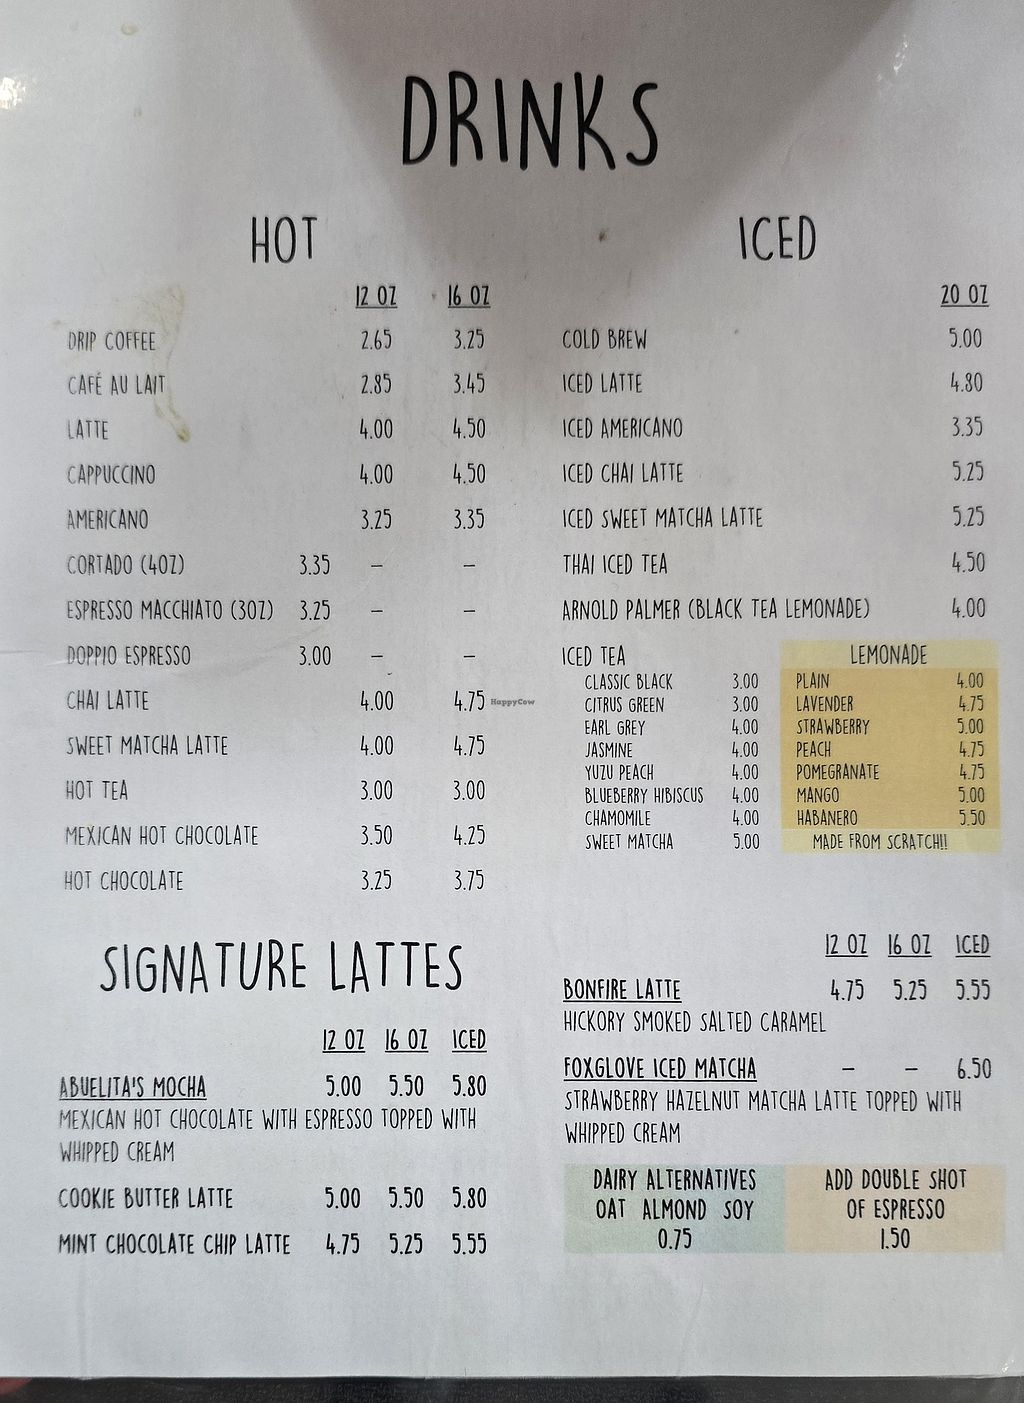 DRINKS
HOT
12 OZ 16 OZ
DRIP COFFEE 2.65 3.25
CAFÉ AU LAIT 2.85 3.45
LATTE 4.00 4.50
CAPPUCCINO 4.00 4.50
AMERICANO 3.25 3.35
CORTADO (4OZ) 3.35 – –
ESPRESSO MACCHIATO (3OZ) 3.25 – –
DOPPIO ESPRESSO 3.00 – –
CHAI LATTE 4.00 4.75
SWEET MATCHA LATTE 4.00 4.75
HOT TEA 3.00 3.00
MEXICAN HOT CHOCOLATE 3.50 4.25
HOT CHOCOLATE 3.25 3.75
HappyCow
ICED
20 OZ
COLD BREW 5.00
ICED LATTE 4.80
ICED AMERICANO 3.35
ICED CHAI LATTE 5.25
ICED SWEET MATCHA LATTE 5.25
THAI ICED TEA 4.50
ARNOLD PALMER (BLACK TEA LEMONADE) 4.00
ICED TEA
CLASSIC BLACK 3.00
CITRUS GREEN 3.00
EARL GREY 4.00
JASMINE 4.00
YUZU PEACH 4.00
BLUEBERRY HIBISCUS 4.00
CHAMOMILE 4.00
SWEET MATCHA 5.00
LEMONADE
PLAIN 4.00
LAVENDER 4.75
STRAWBERRY 5.00
PEACH 4.75
POMEGRANATE 4.75
MANGO 5.00
HABANERO 5.50
MADE FROM SCRATCH!!
SIGNATURE LATTES
12 OZ 16 OZ ICED
ABUELITA'S MOCHA 5.00 5.50 5.80
MEXICAN HOT CHOCOLATE WITH ESPRESSO TOPPED WITH
WHIPPED CREAM
COOKIE BUTTER LATTE 5.00 5.50 5.80
MINT CHOCOLATE CHIP LATTE 4.75 5.25 5.55
12 OZ 16 OZ ICED
BONFIRE LATTE 4.75 5.25 5.55
HICKORY SMOKED SALTED CARAMEL
FOXGLOVE ICED MATCHA – – 6.50
STRAWBERRY HAZELNUT MATCHA LATTE TOPPED WITH
WHIPPED CREAM
DAIRY ALTERNATIVES
OAT ALMOND SOY
0.75
ADD DOUBLE SHOT
OF ESPRESSO
1.50